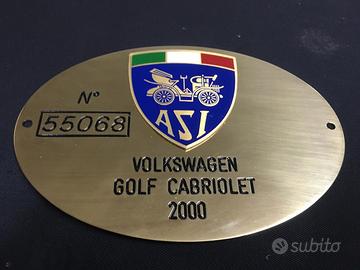 N°
55068
ASI
VOLKSWAGEN
GOLF CABRIOLET
2000
subito